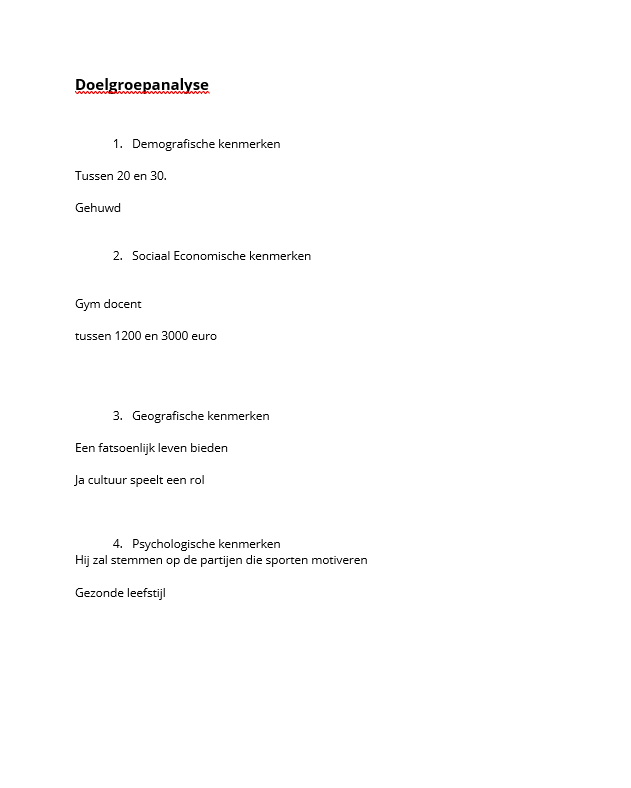 Doelgroepanalyse
1. Demografische kenmerken
Tussen 20 en 30.
Gehuwd
2. Sociaal Economische kenmerken
Gym docent
tussen 1200 en 3000 euro
3. Geografische kenmerken
Een fatsoenlijk leven bieden
Ja cultuur speelt een rol
4. Psychologische kenmerken
Hij zal stemmen op de partijen die sporten motiveren
Gezonde leefstijl